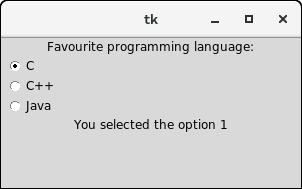 tk
Favourite programming language:
C
C++
Java
You selected the option 1